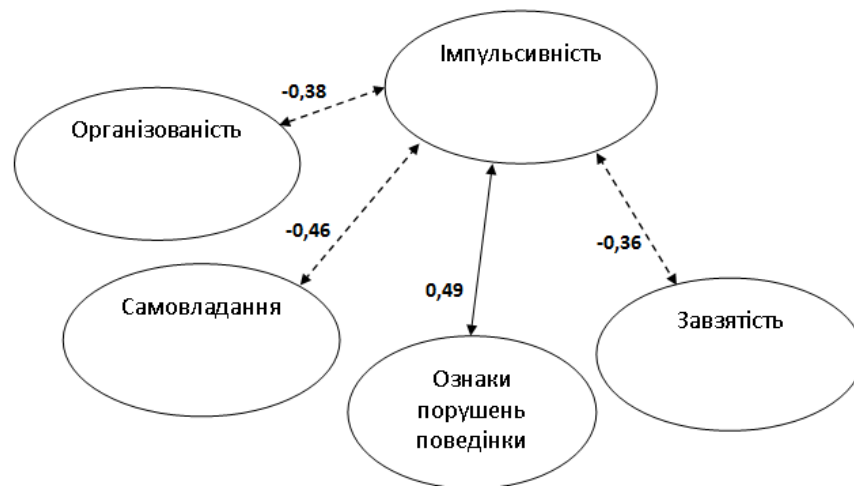 Імпульсивність
-0,38
Організованість
-0,46
-0,36
0,49
Самовладання
Завзятість
Ознаки
порушень
поведінки